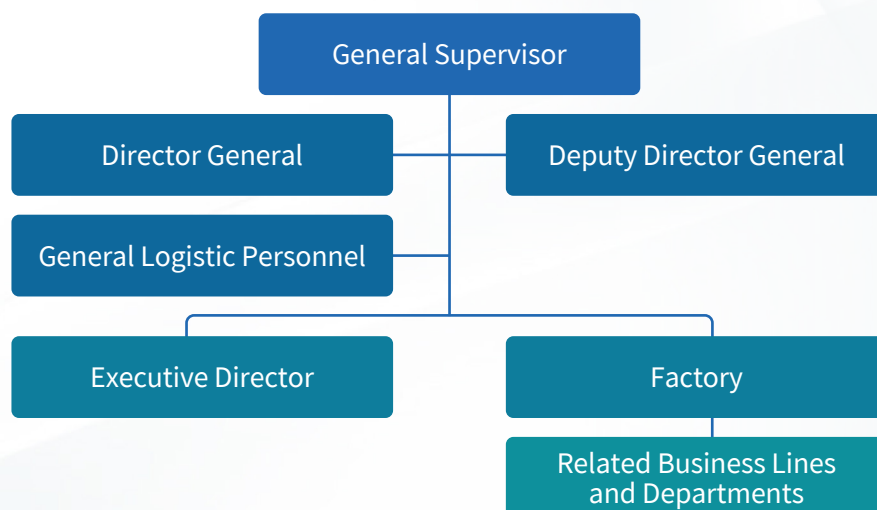 General Supervisor
Director General
Deputy Director General
General Logistic Personnel
Executive Director
Factory
Related Business Lines
and Departments